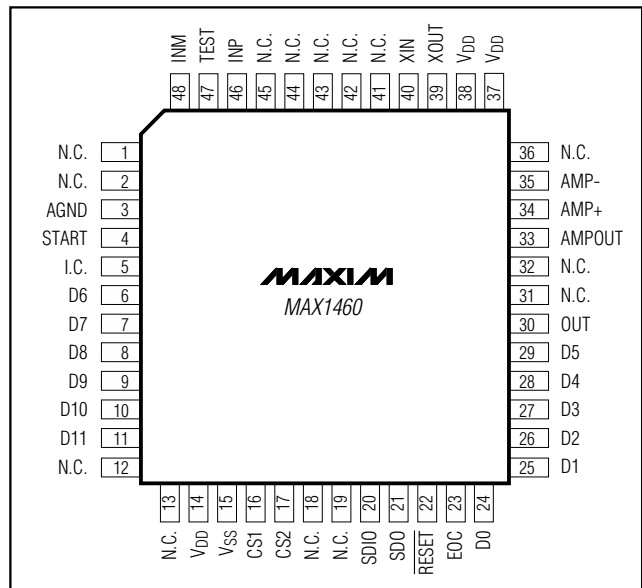 48 INM
47 TEST
46 INP
45 N.C.
44 N.C.
43 N.C.
42 N.C.
41 N.C.
40 XIN
39 XOUT
38 VDD
37 VDD
N.C. 1
N.C. 2
AGND 3
START 4
I.C. 5
D6 6
D7 7
D8 8
D9 9
D10 10
D11 11
N.C. 12
MAXIM
MAX1460
36 N.C.
35 AMP-
34 AMP+
33 AMPOUT
32 N.C.
31 N.C.
30 OUT
29 D5
28 D4
27 D3
26 D2
25 D1
N.C. 13
VDD 14
VSS 15
CS1 16
CS2 17
N.C. 18
N.C. 19
SDIO 20
SDO 21
RESET 22
EOC 23
D0 24